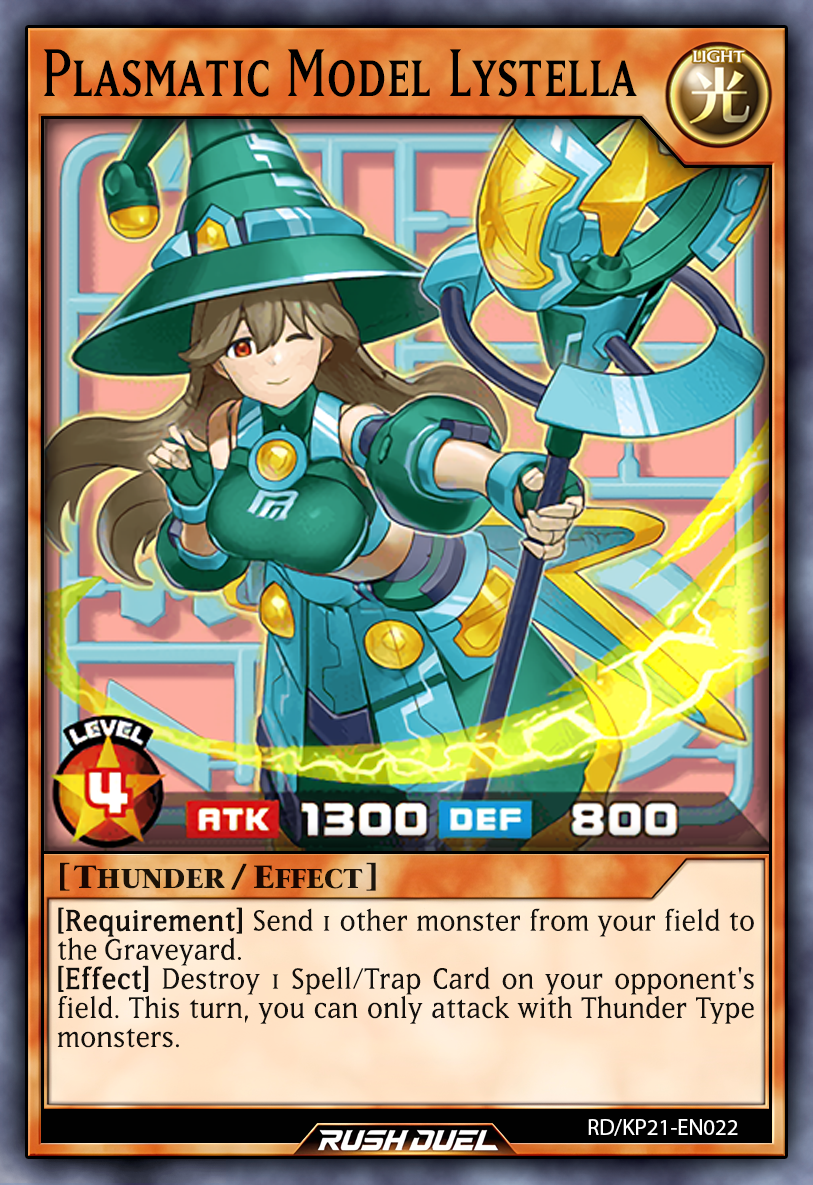 Plasmatic Model Lystella
LIGHT
光
LEVEL
4
ATK 1300 DEF 800
[Thunder / Effect]
[Requirement] Send 1 other monster from your field to
the Graveyard.
[Effect] Destroy 1 Spell/Trap Card on your opponent's
field. This turn, you can only attack with Thunder Type
monsters.
RUSH DUEL
RD/KP21-EN022